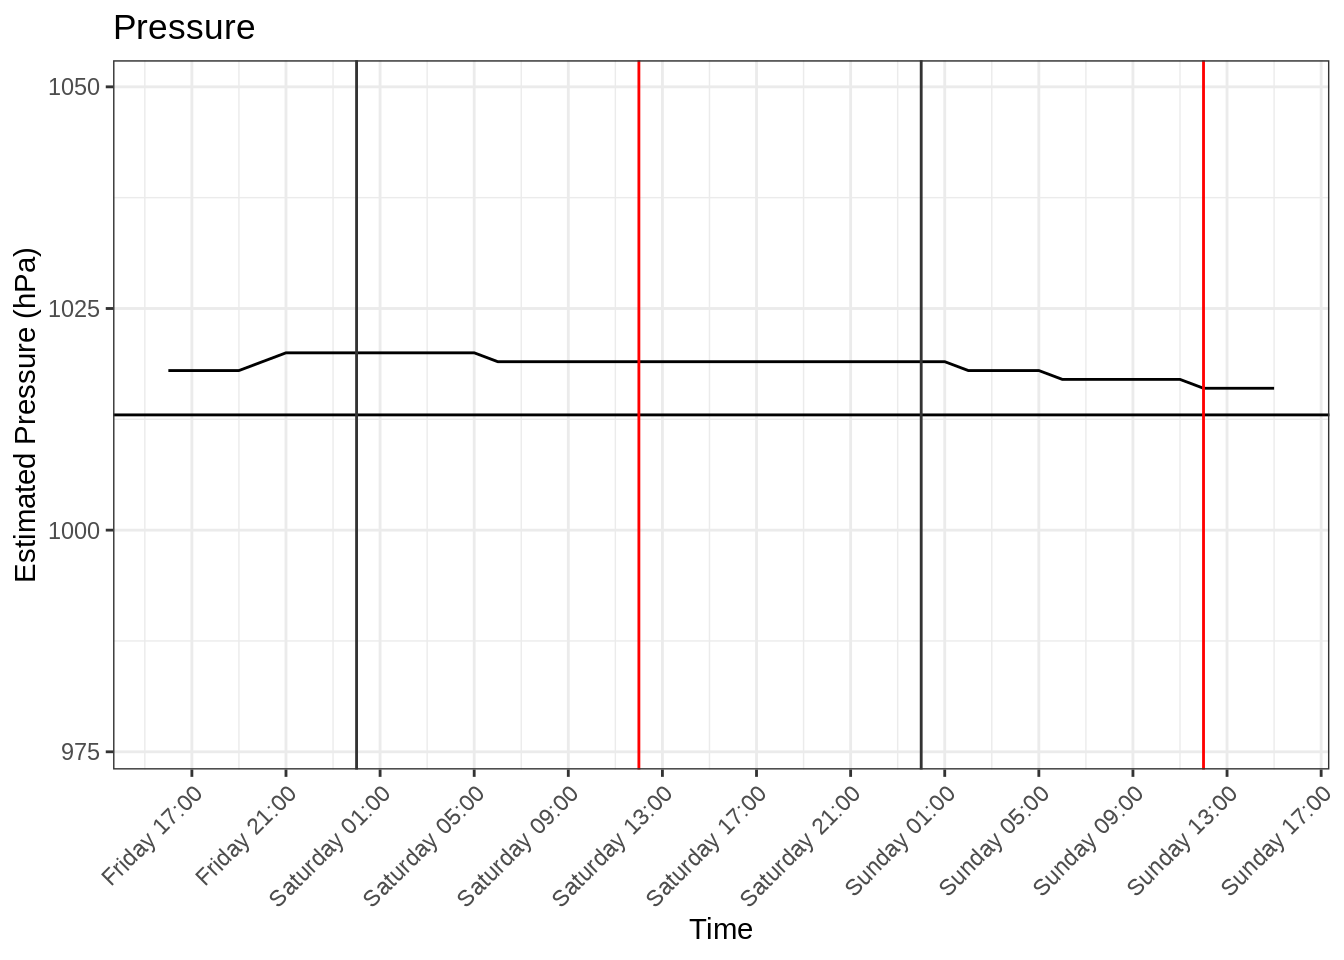 Pressure
Estimated Pressure (hPa)
1050
1025
1000
975
Friday 17:00
Friday 21:00
Saturday 01:00
Saturday 05:00
Saturday 09:00
Saturday 13:00
Saturday 17:00
Saturday 21:00
Sunday 01:00
Sunday 05:00
Sunday 09:00
Sunday 13:00
Sunday 17:00
Time